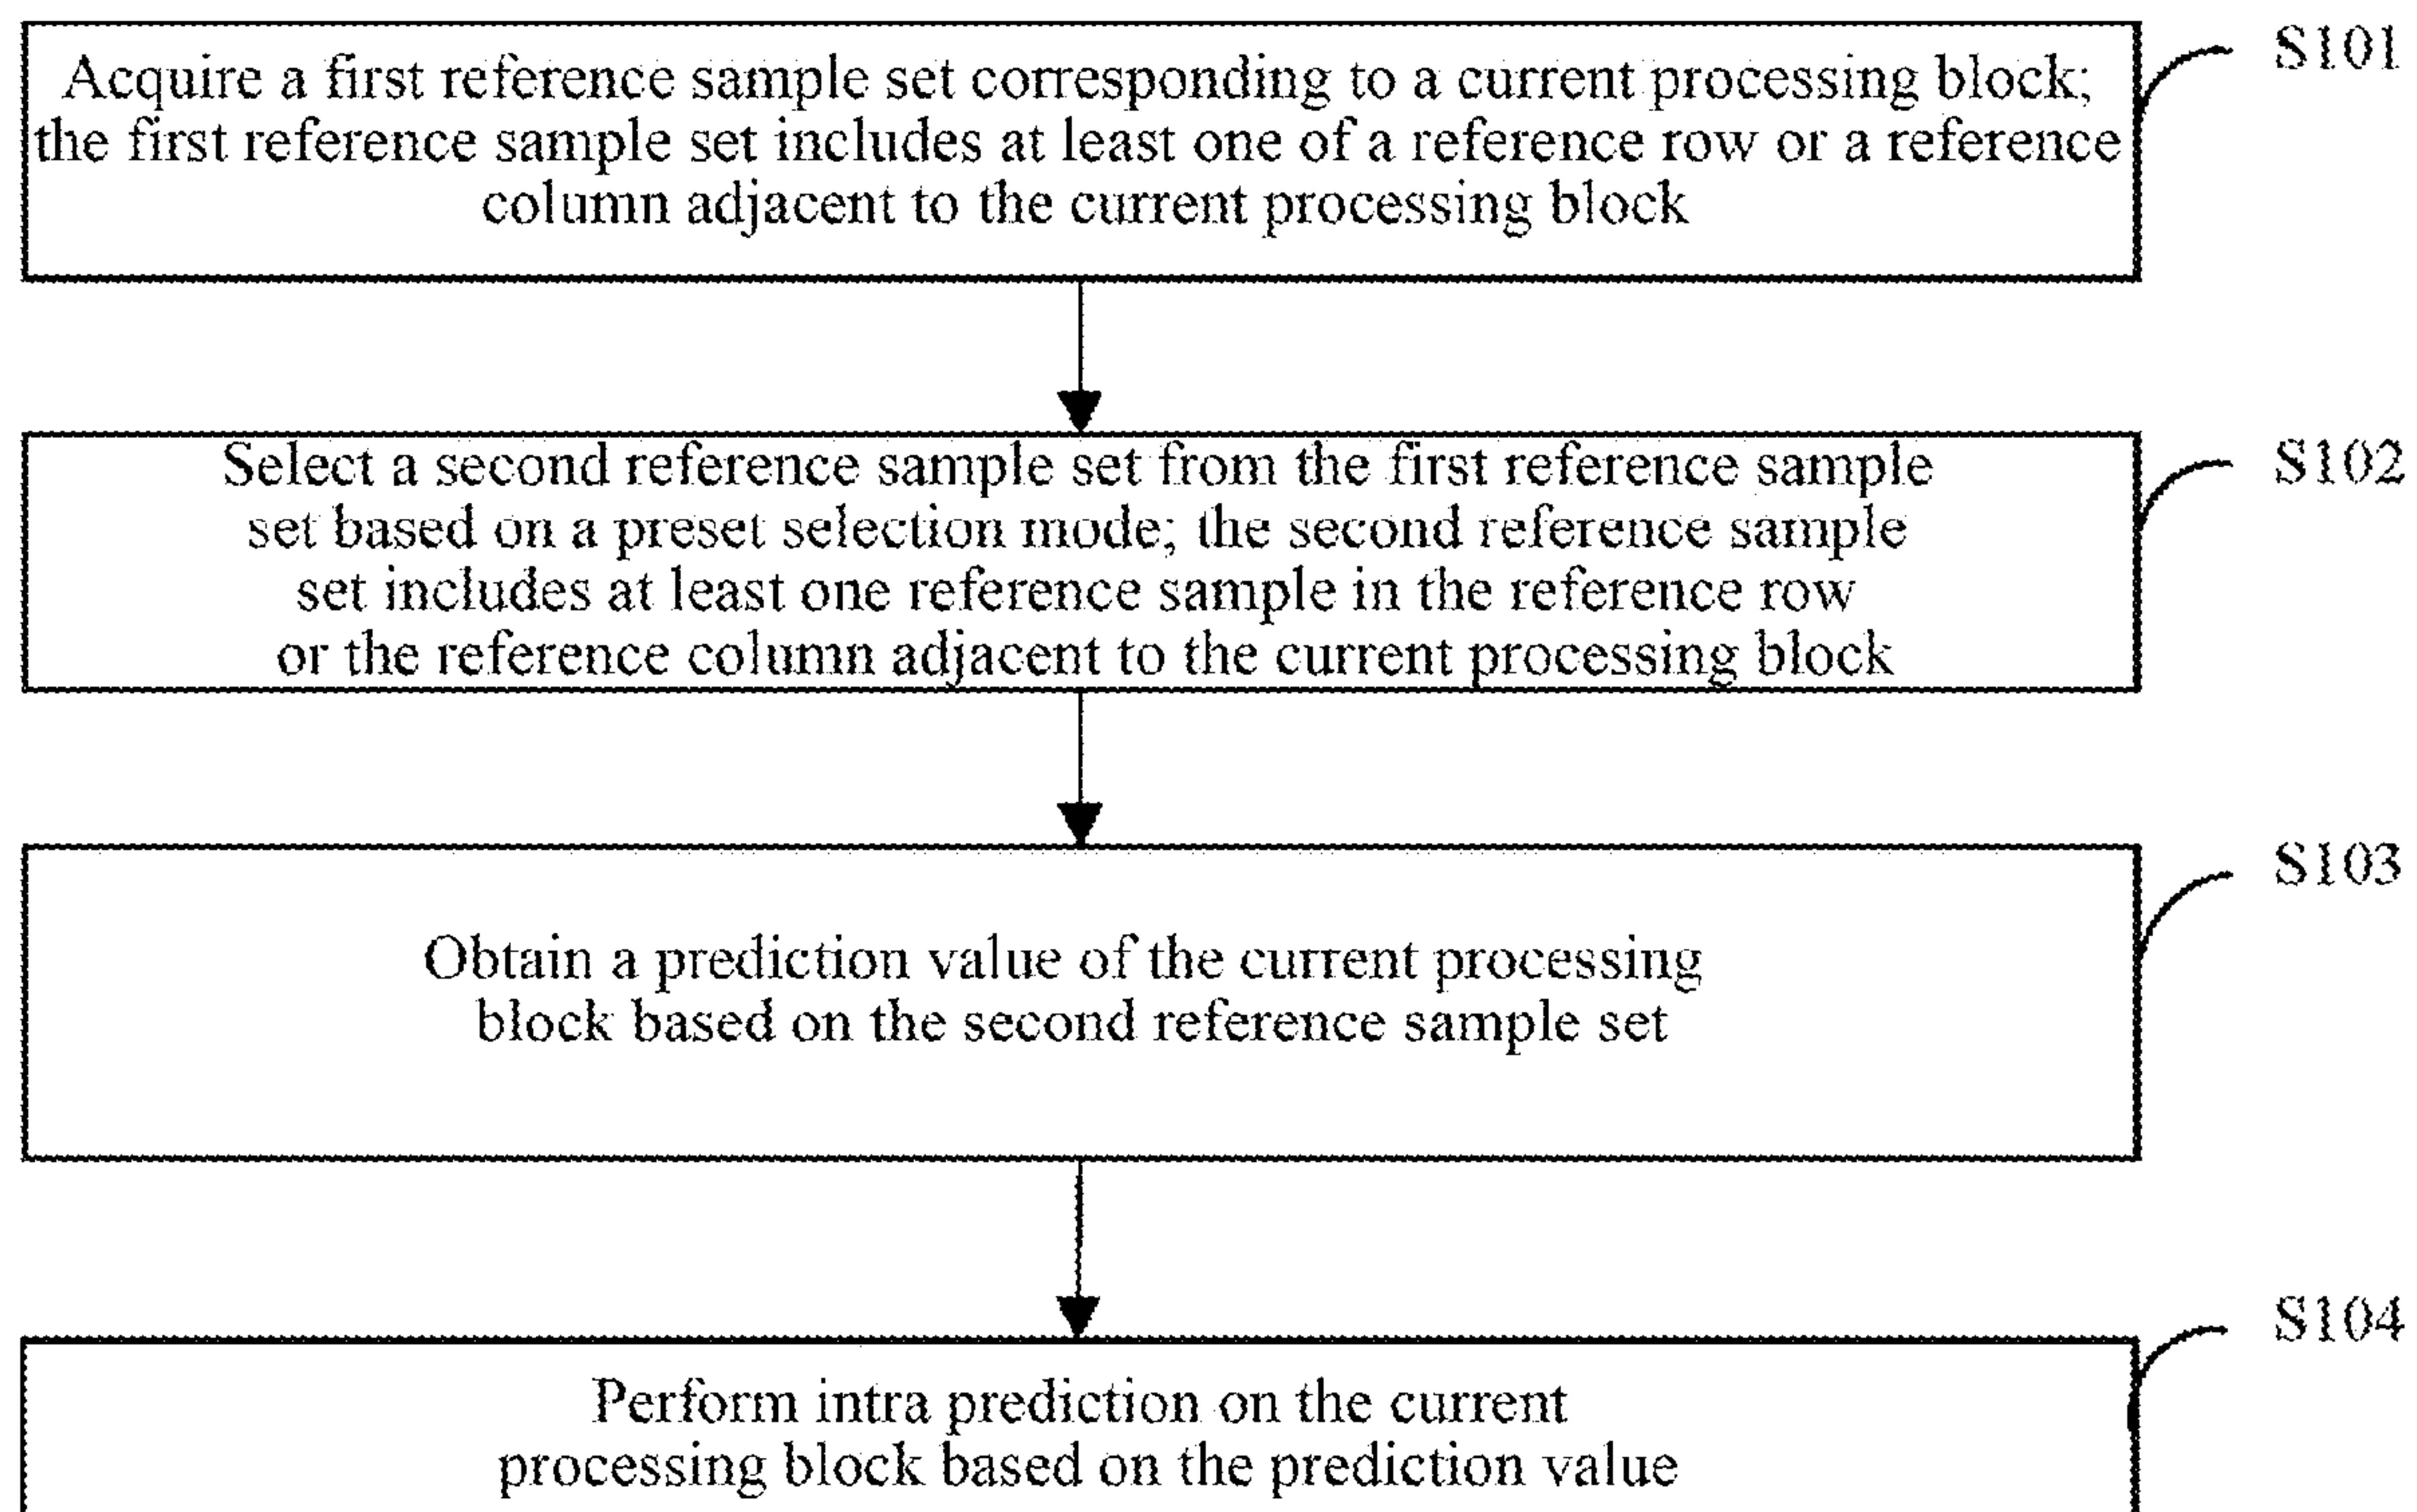 Acquire a first reference sample set corresponding to a current processing block;
the first reference sample set includes at least one of a reference row or a reference
column adjacent to the current processing block
S101
Select a second reference sample set from the first reference sample
set based on a preset selection mode; the second reference sample
set includes at least one reference sample in the reference row
or the reference column adjacent to the current processing block
S102
Obtain a prediction value of the current processing
block based on the second reference sample set
S103
Perform intra prediction on the current
processing block based on the prediction value
S104